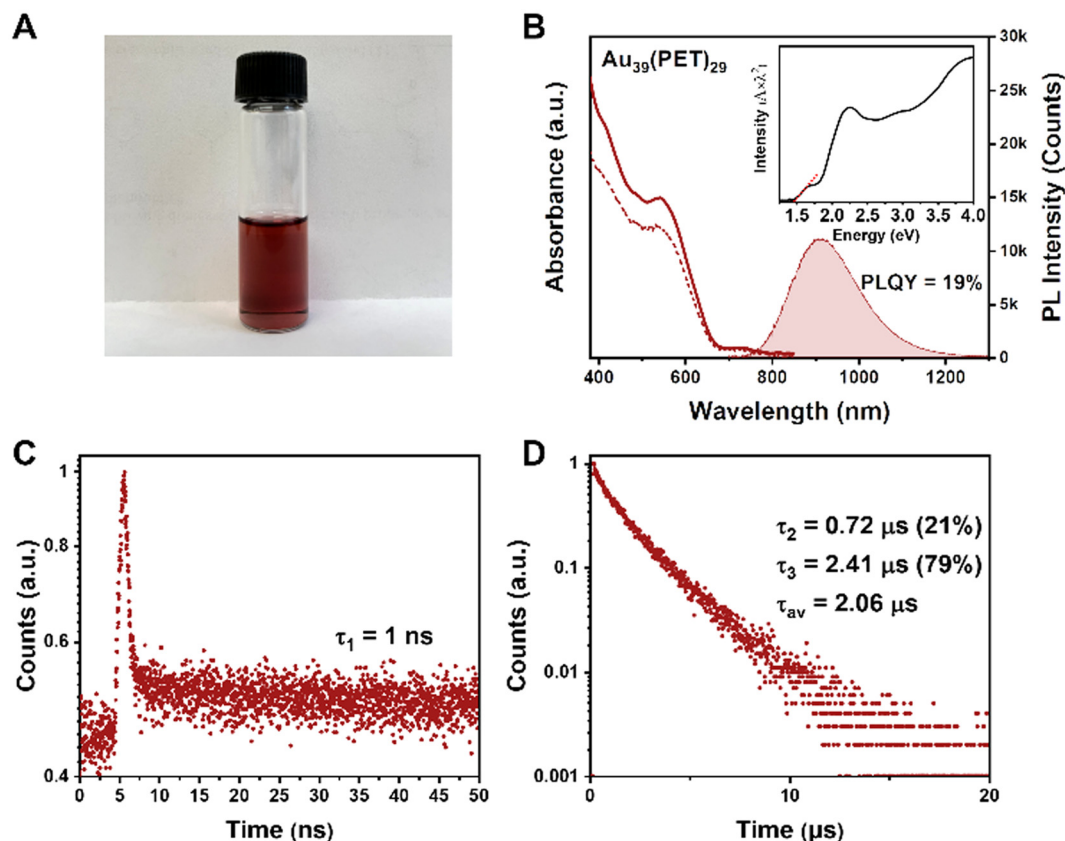 A
B
Au39(PET)29
Absorbance (a.u.)
400
600
800
1000
1200
Wavelength (nm)
30k
25k
20k
15k
10k
5k
0
PL Intensity (Counts)
PLQY = 19%
Intensity (A×λ²)
1.5
2.0
2.5
3.0
3.5
4.0
Energy (eV)
C
Counts (a.u.)
1
0.8
0.6
0.4
0
5
10
15
20
25
30
35
40
45
50
Time (ns)
τ1 = 1 ns
D
Counts (a.u.)
1
0.1
0.01
0.001
0
10
20
Time (μs)
τ2 = 0.72 μs (21%)
τ3 = 2.41 μs (79%)
τav = 2.06 μs